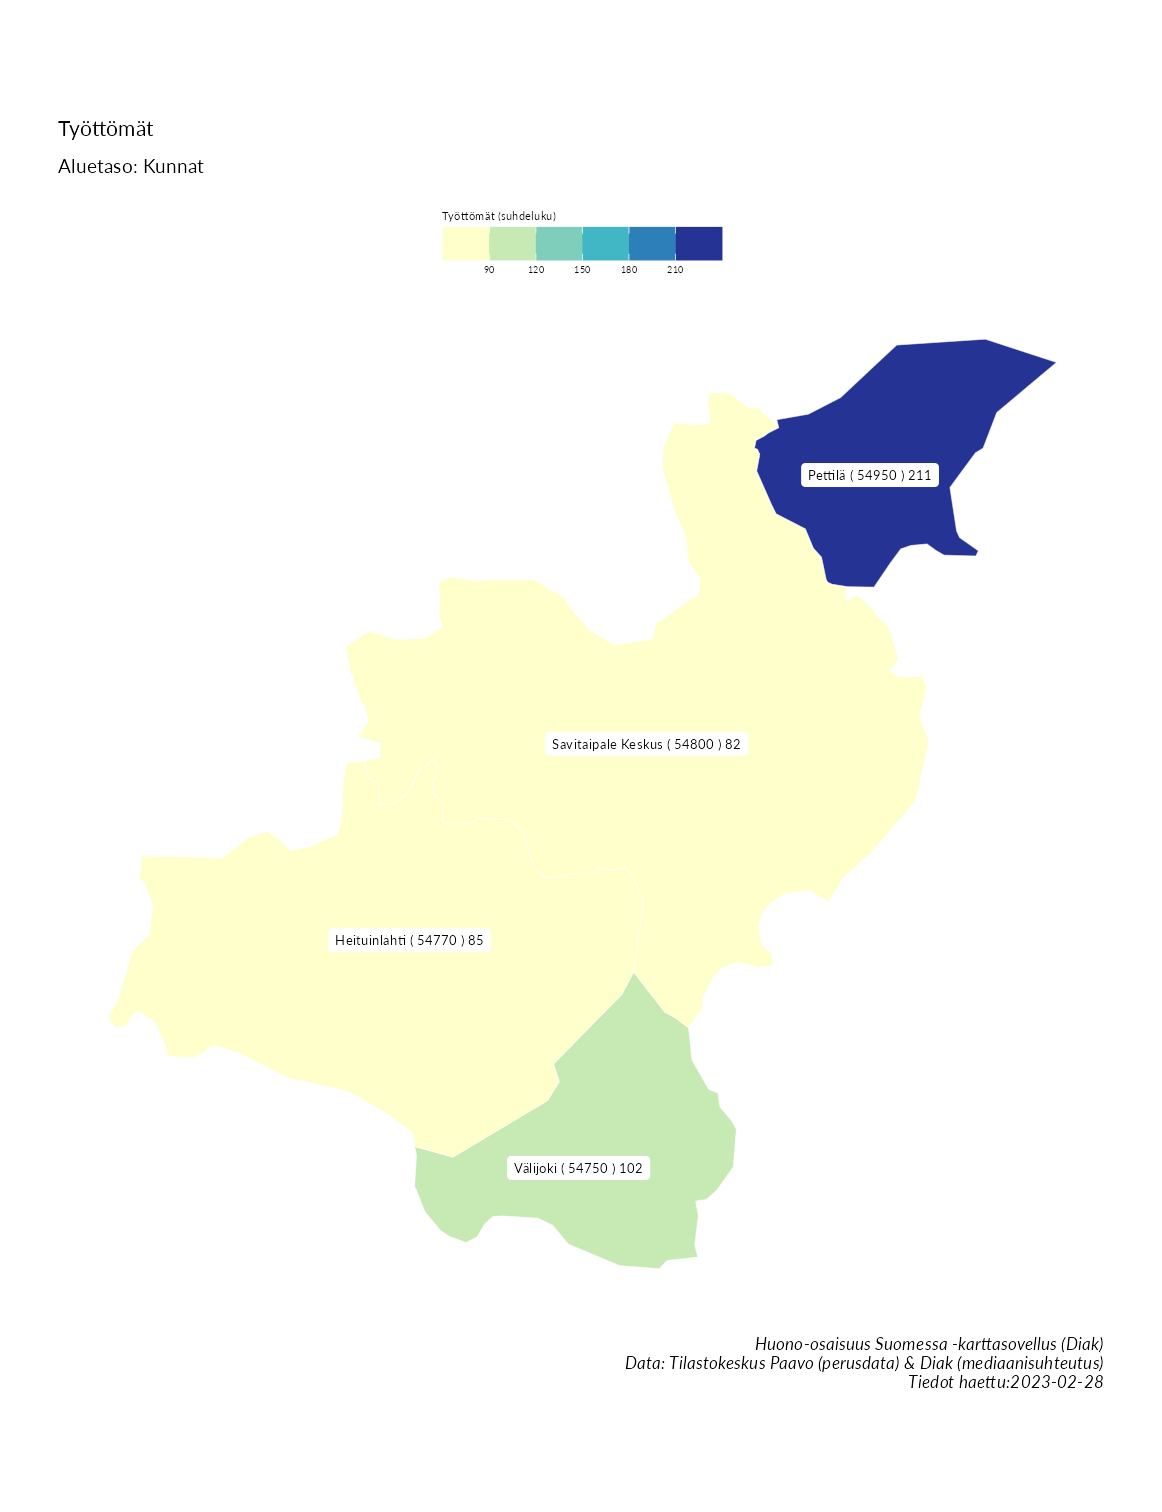 Työttömät
Aluetaso: Kunnat
Työttömät (suhdeluku)
90 120 150 180 210
Pettilä ( 54950 ) 211
Savitaipale Keskus ( 54800 ) 82
Heituinlahti ( 54770 ) 85
Välijoki ( 54750 ) 102
Huono-osaisuus Suomessa -karttasovellus (Diak)
Data: Tilastokeskus Paavo (perusdata) & Diak (mediaanisuhteutus)
Tiedot haettu:2023-02-28